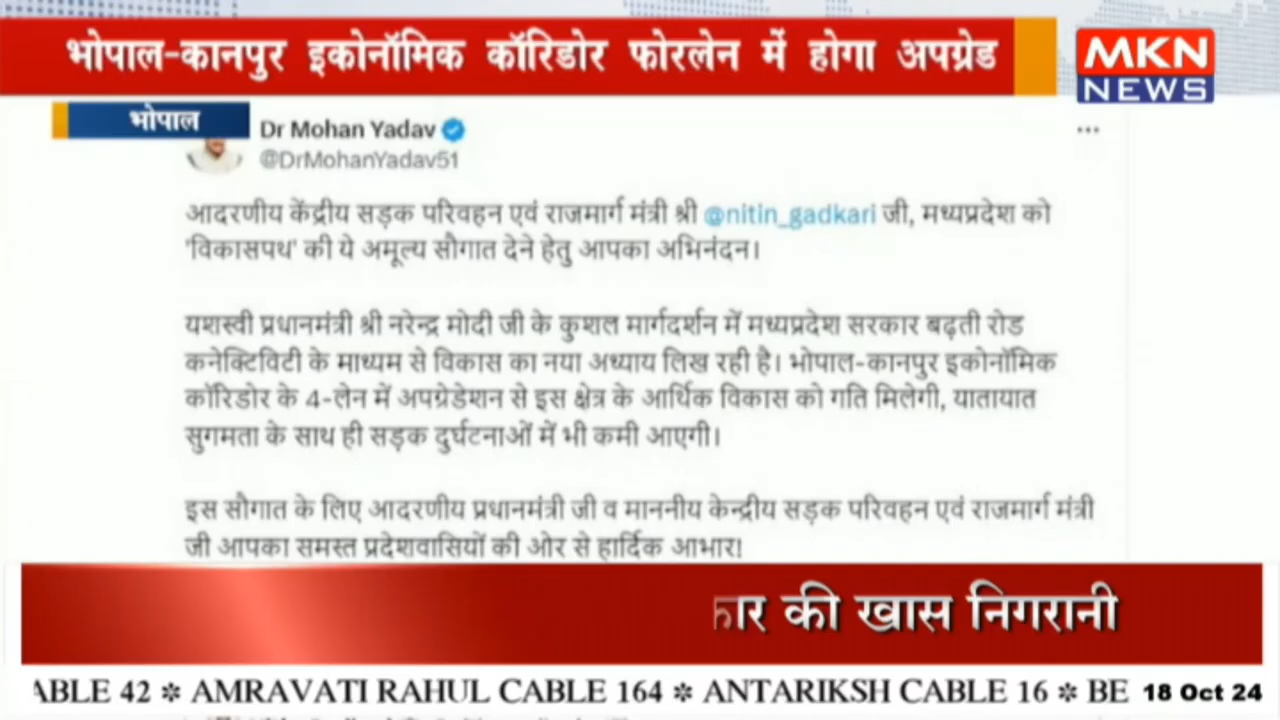 भोपाल-कानपुर इकोनॉमिक कॉरिडोर फोरलेन में होगा अपग्रेड
MKN
NEWS
भोपाल
Dr Mohan Yadav
@DrMohanYadav51
आदरणीय केंद्रीय सड़क परिवहन एवं राजमार्ग मंत्री श्री @nitin_gadkari जी, मध्यप्रदेश को
'विकासपथ' की ये अमूल्य सौगात देने हेतु आपका अभिनंदन।
यशस्वी प्रधानमंत्री श्री नरेन्द्र मोदी जी के कुशल मार्गदर्शन में मध्यप्रदेश सरकार बढ़ती रोड
कनेक्टिविटी के माध्यम से विकास का नया अध्याय लिख रही है। भोपाल-कानपुर इकोनॉमिक
कॉरिडोर के 4-लेन में अपग्रेडेशन से इस क्षेत्र के आर्थिक विकास को गति मिलेगी, यातायात
सुगमता के साथ ही सड़क दुर्घटनाओं में भी कमी आएगी।
इस सौगात के लिए आदरणीय प्रधानमंत्री जी व माननीय केन्द्रीय सड़क परिवहन एवं राजमार्ग मंत्री
जी आपका समस्त प्रदेशवासियों की ओर से हार्दिक आभार!
की खास निगरानी
ABLE 42 ✲ AMRAVATI RAHUL CABLE 164 ✲ ANTARIKSH CABLE 16 ✲ BE 18 Oct 24